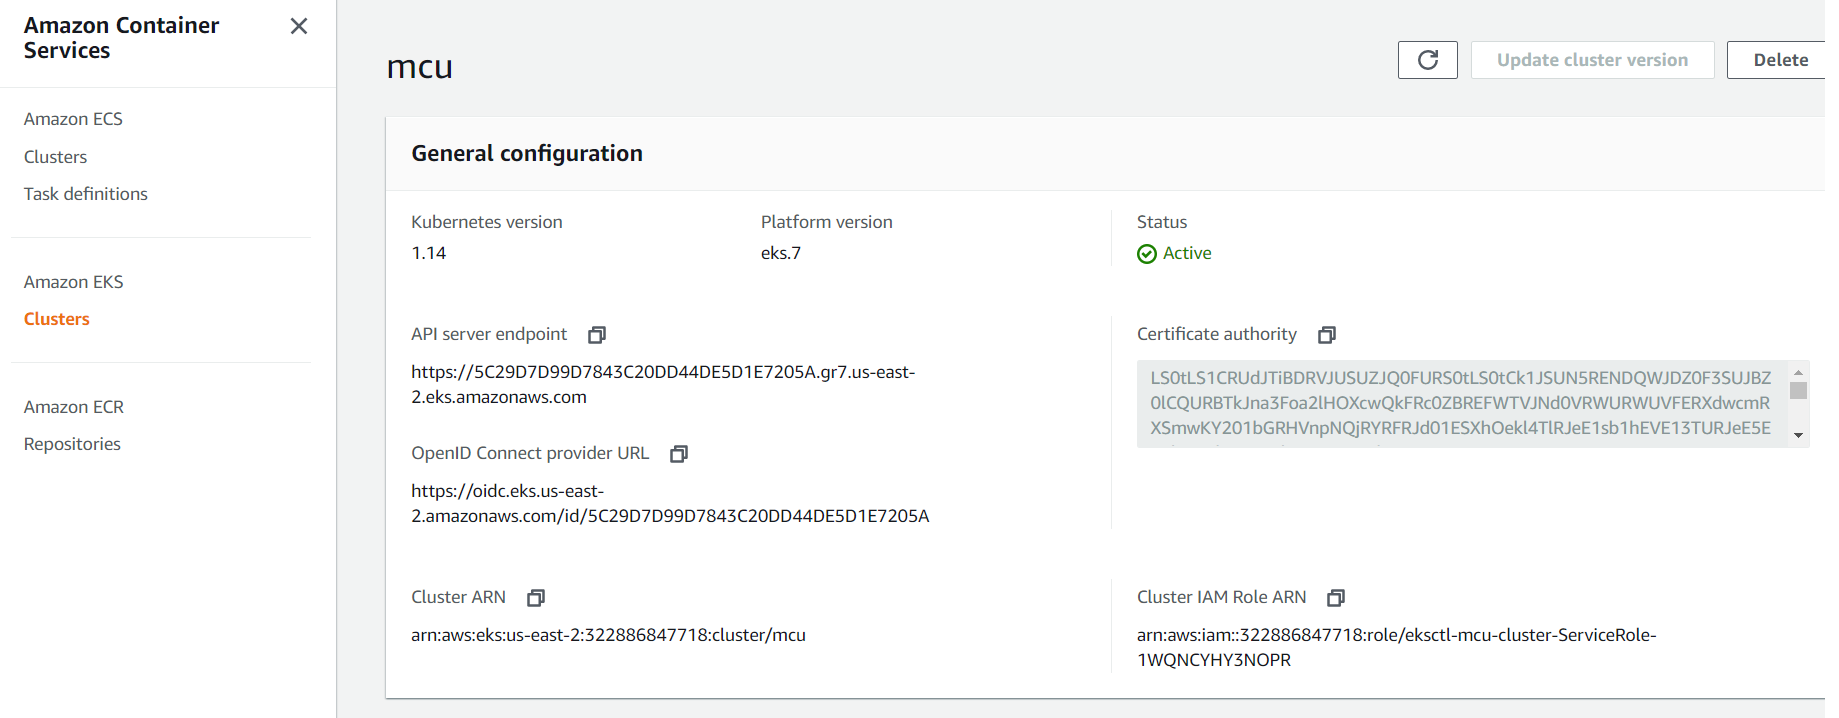 Amazon Container
Services
Amazon ECS
Clusters
Task definitions
Amazon EKS
Clusters
Amazon ECR
Repositories
mcu
Update cluster version
Delete
General configuration
Kubernetes version
1.14
Platform version
eks.7
Status
Active
API server endpoint
https://5C29D7D99D7843C20DD44DE5D1E7205A.gr7.us-east-
2.eks.amazonaws.com
OpenID Connect provider URL
https://oidc.eks.us-east-
2.amazonaws.com/id/5C29D7D99D7843C20DD44DE5D1E7205A
Certificate authority
LS0tLS1CRUdJTiBDRVJUSUZJQ0FURS0tLS0tCk1JSUN5RENDQWJDZ0F3SUJBZ
0lCQURBTkJna3Foa2lHOXcwQkFRc0ZBREFWTVJNd0VRWURWUVFERXdwcmR
XSmwKY201bGRHVnpNQjRYRFRJd01ESXhOekl4TlRJeE1sb1hEVE13TURJeE5E
Cluster ARN
arn:aws:eks:us-east-2:322886847718:cluster/mcu
Cluster IAM Role ARN
arn:aws:iam::322886847718:role/eksctl-mcu-cluster-ServiceRole-
1WQNCYHY3NOPR